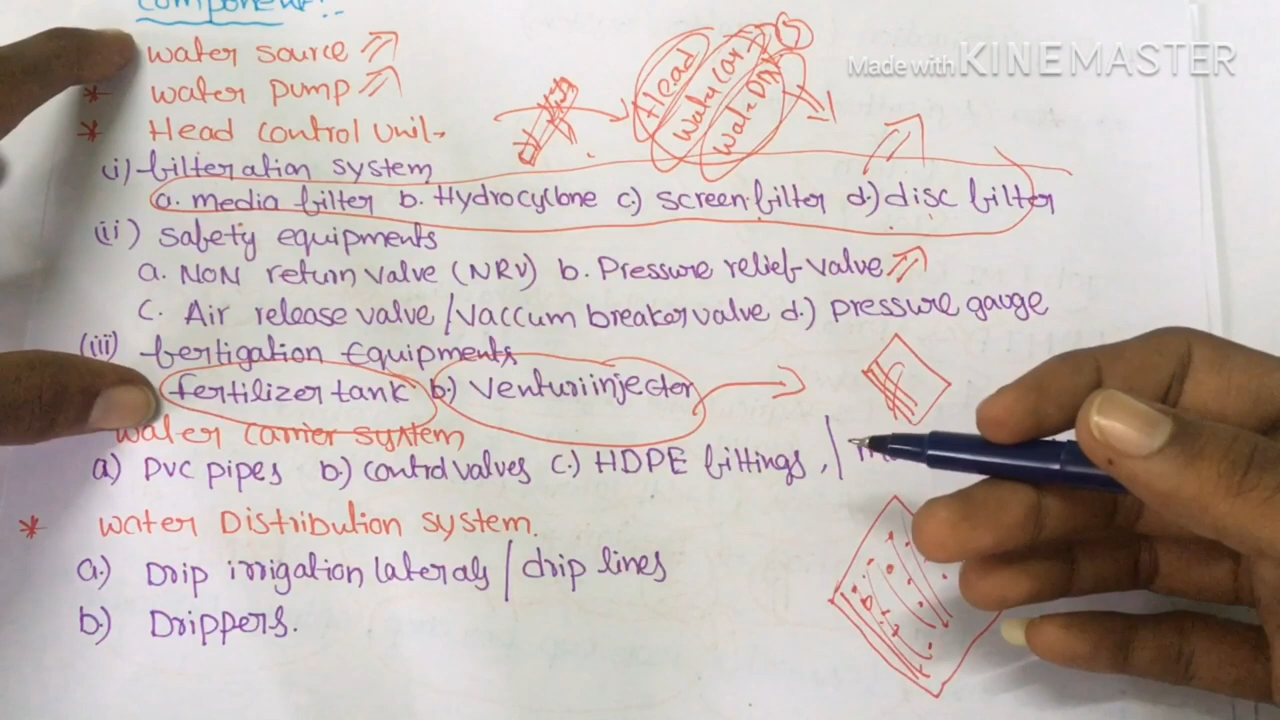 component:-
Made with KINEMASTER
water source
* water pump
* Head control Unit-
(i) filteration system
a. media filter b. Hydrocyclone c) screen filter d.) disc filter
(ii) safety equipments
a. NON return valve (NRV) b. Pressure relief valve
C. Air release valve / vaccum breaker valve d.) pressure gauge
(iii) fertigation Equipments
fertilizer tank b) Venturi injector
water carrier system
a) PVC pipes b.) control valves c.) HDPE fittings, /
* water Distribution system.
a.) Drip irrigation laterals / drip lines
b.) Drippers.
Head